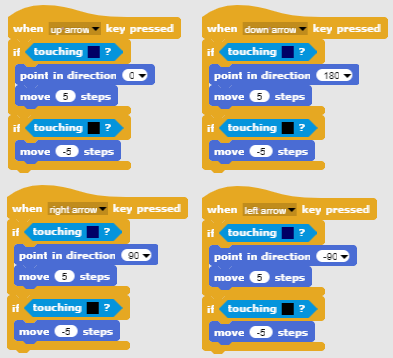 when up arrow key pressed
if touching ?
point in direction 0
move 5 steps
if touching ?
move -5 steps
when down arrow key pressed
if touching ?
point in direction 180
move 5 steps
if touching ?
move -5 steps
when right arrow key pressed
if touching ?
point in direction 90
move 5 steps
if touching ?
move -5 steps
when left arrow key pressed
if touching ?
point in direction -90
move 5 steps
if touching ?
move -5 steps